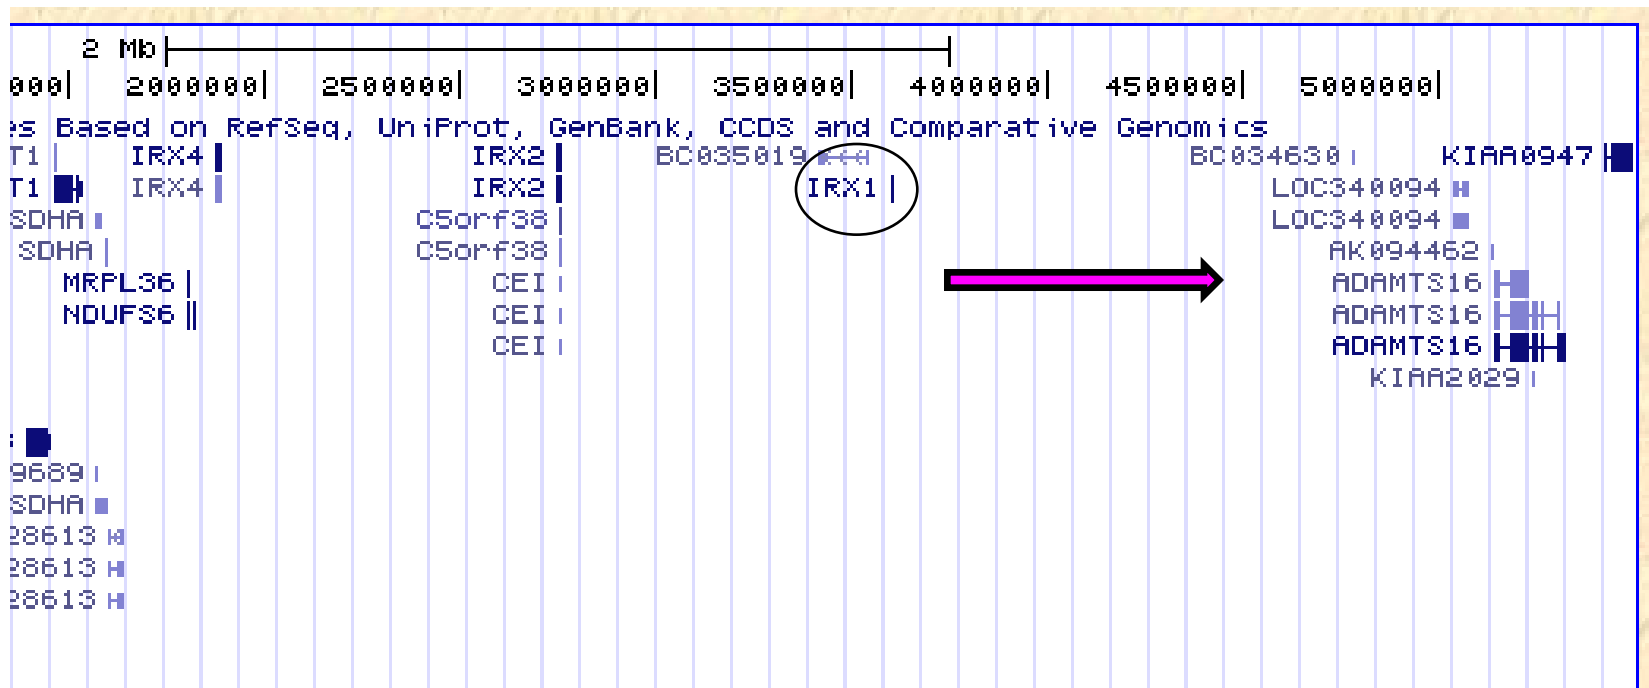 2 Mb
000| 2000000| 2500000| 3000000| 3500000| 4000000| 4500000| 5000000|
es Based on RefSeq, UniProt, GenBank, CCDS and Comparative Genomics
T1 IRX4 IRX2 BC035019 BC034630 KIAA0947
T1 IRX4 IRX2 IRX1 LOC340094
SDHA C5orf38 LOC340094
SDHA C5orf38 AK094462
MRPL36 CEI ADAMTS16
NDUFS6 CEI ADAMTS16
CEI ADAMTS16
KIAA2029
9689
SDHA
28613
28613
28613